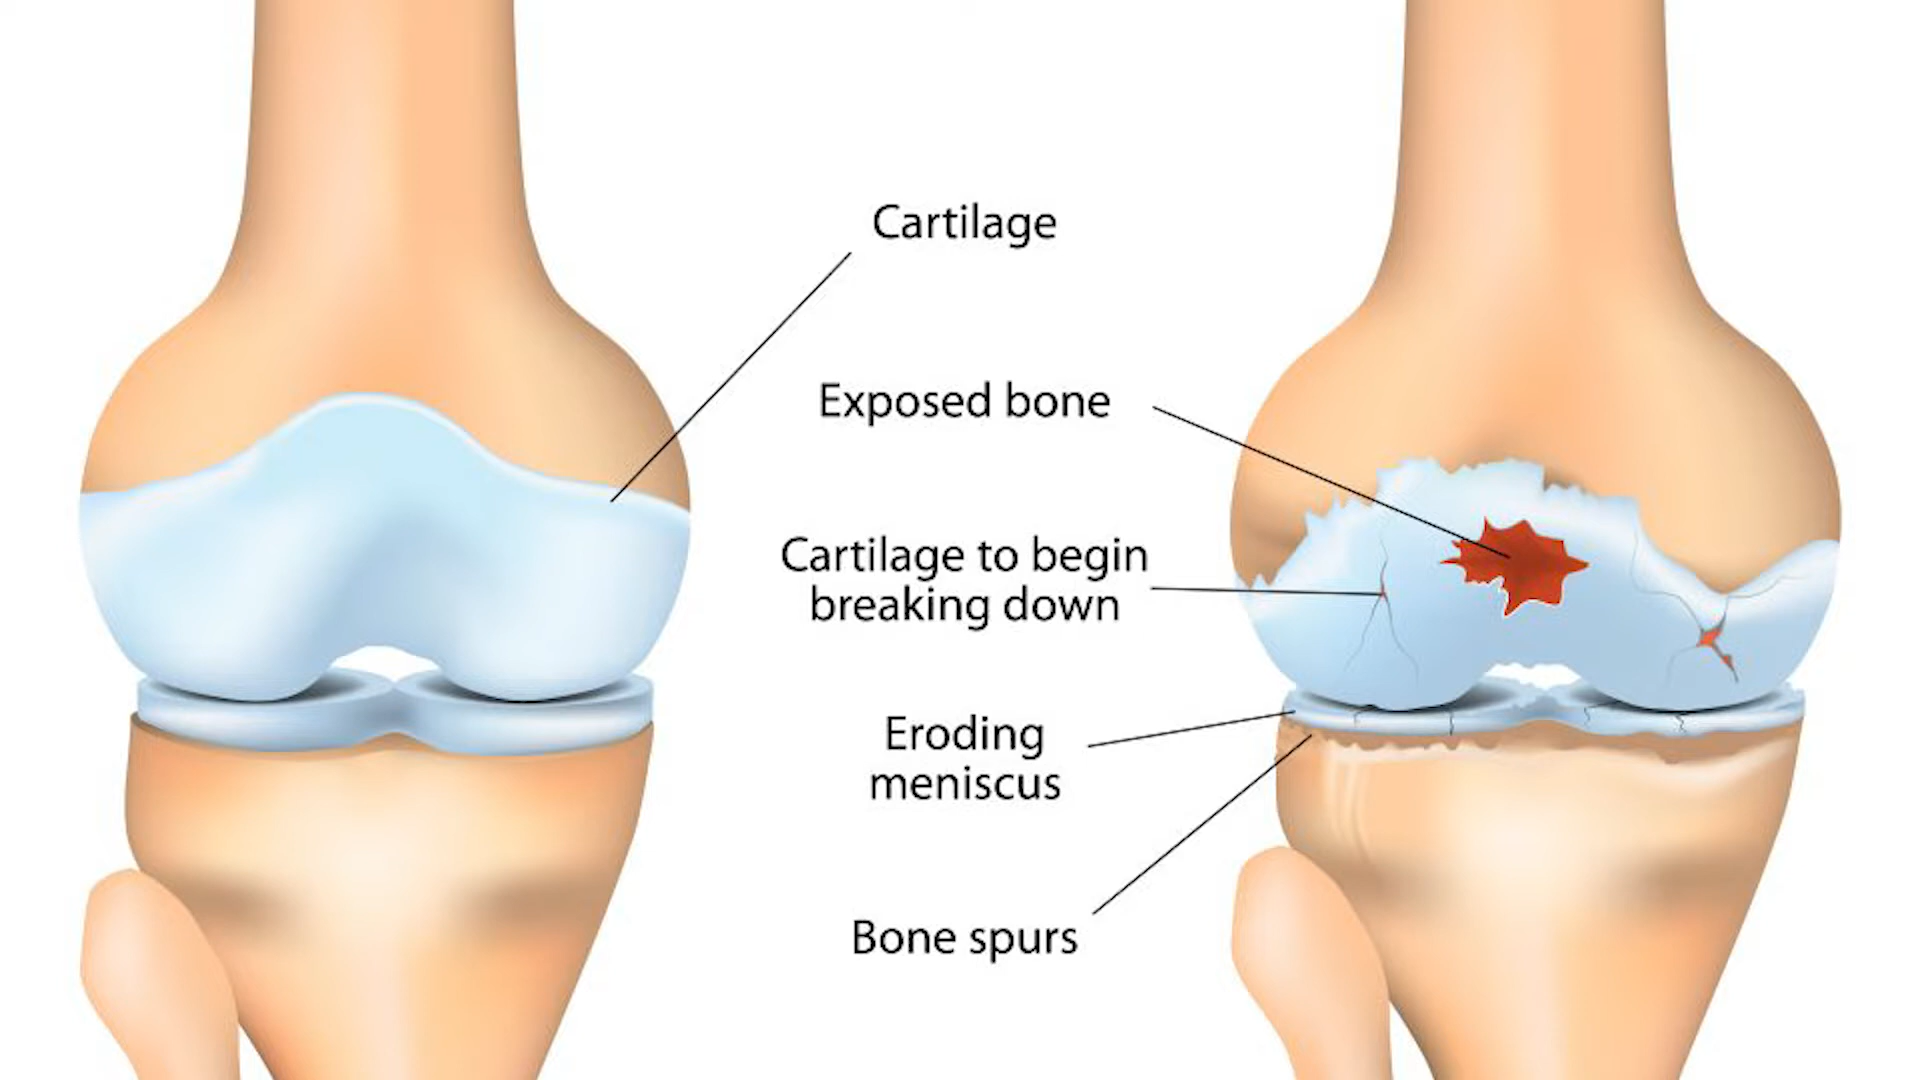 Cartilage
Exposed bone
Cartilage to begin
breaking down
Eroding
meniscus
Bone spurs